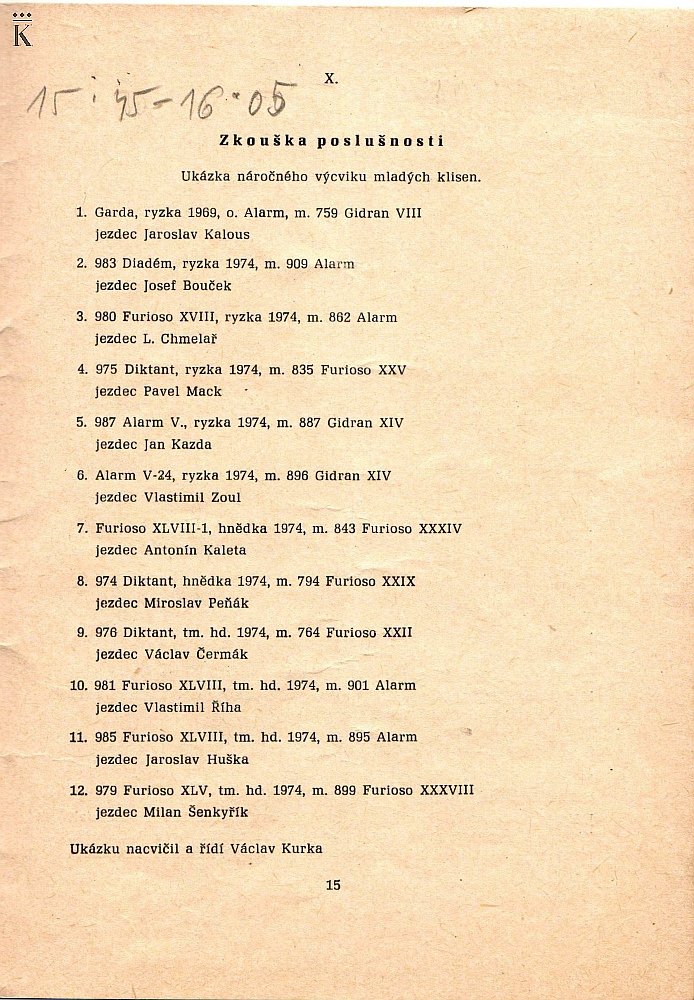 K
X.
15:45-16.05
Zkouška poslušnosti
Ukázka náročného výcviku mladých klisen.
1. Garda, ryzka 1969, o. Alarm, m. 759 Gidran VIII
jezdec Jaroslav Kalous
2. 983 Diadém, ryzka 1974, m. 909 Alarm
jezdec Josef Bouček
3. 980 Furioso XVIII, ryzka 1974, m. 862 Alarm
jezdec L. Chmelař
4. 975 Diktant, ryzka 1974, m. 835 Furioso XXV
jezdec Pavel Mack
5. 987 Alarm V., ryzka 1974, m. 887 Gidran XIV
jezdec Jan Kazda
6. Alarm V-24, ryzka 1974, m. 896 Gidran XIV
jezdec Vlastimil Zoul
7. Furioso XLVIII-1, hnědka 1974, m. 843 Furioso XXXIV
jezdec Antonín Kaleta
8. 974 Diktant, hnědka 1974, m. 794 Furioso XXIX
jezdec Miroslav Peňák
9. 976 Diktant, tm. hd. 1974, m. 764 Furioso XXII
jezdec Václav Čermák
10. 981 Furioso XLVIII, tm. hd. 1974, m. 901 Alarm
jezdec Vlastimil Říha
11. 985 Furioso XLVIII, tm. hd. 1974, m. 895 Alarm
jezdec Jaroslav Huška
12. 979 Furioso XLV, tm. hd. 1974, m. 899 Furioso XXXVIII
jezdec Milan Šenkyřík
Ukázku nacvičil a řídí Václav Kurka
15